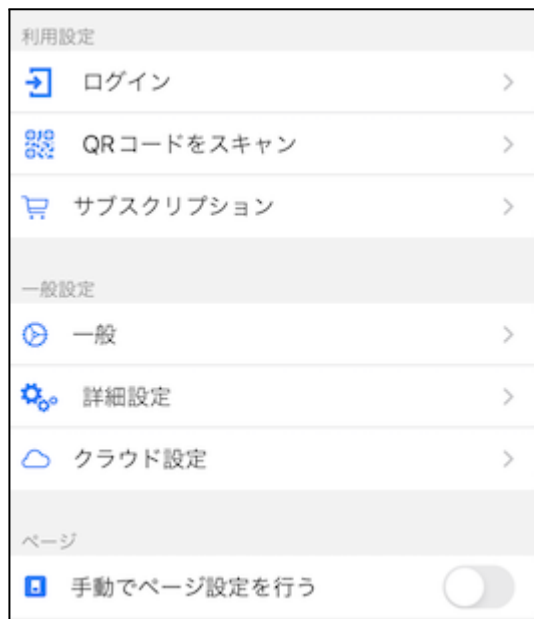 利用設定
ログイン
QRコードをスキャン
サブスクリプション
一般設定
一般
詳細設定
クラウド設定
ページ
手動でページ設定を行う